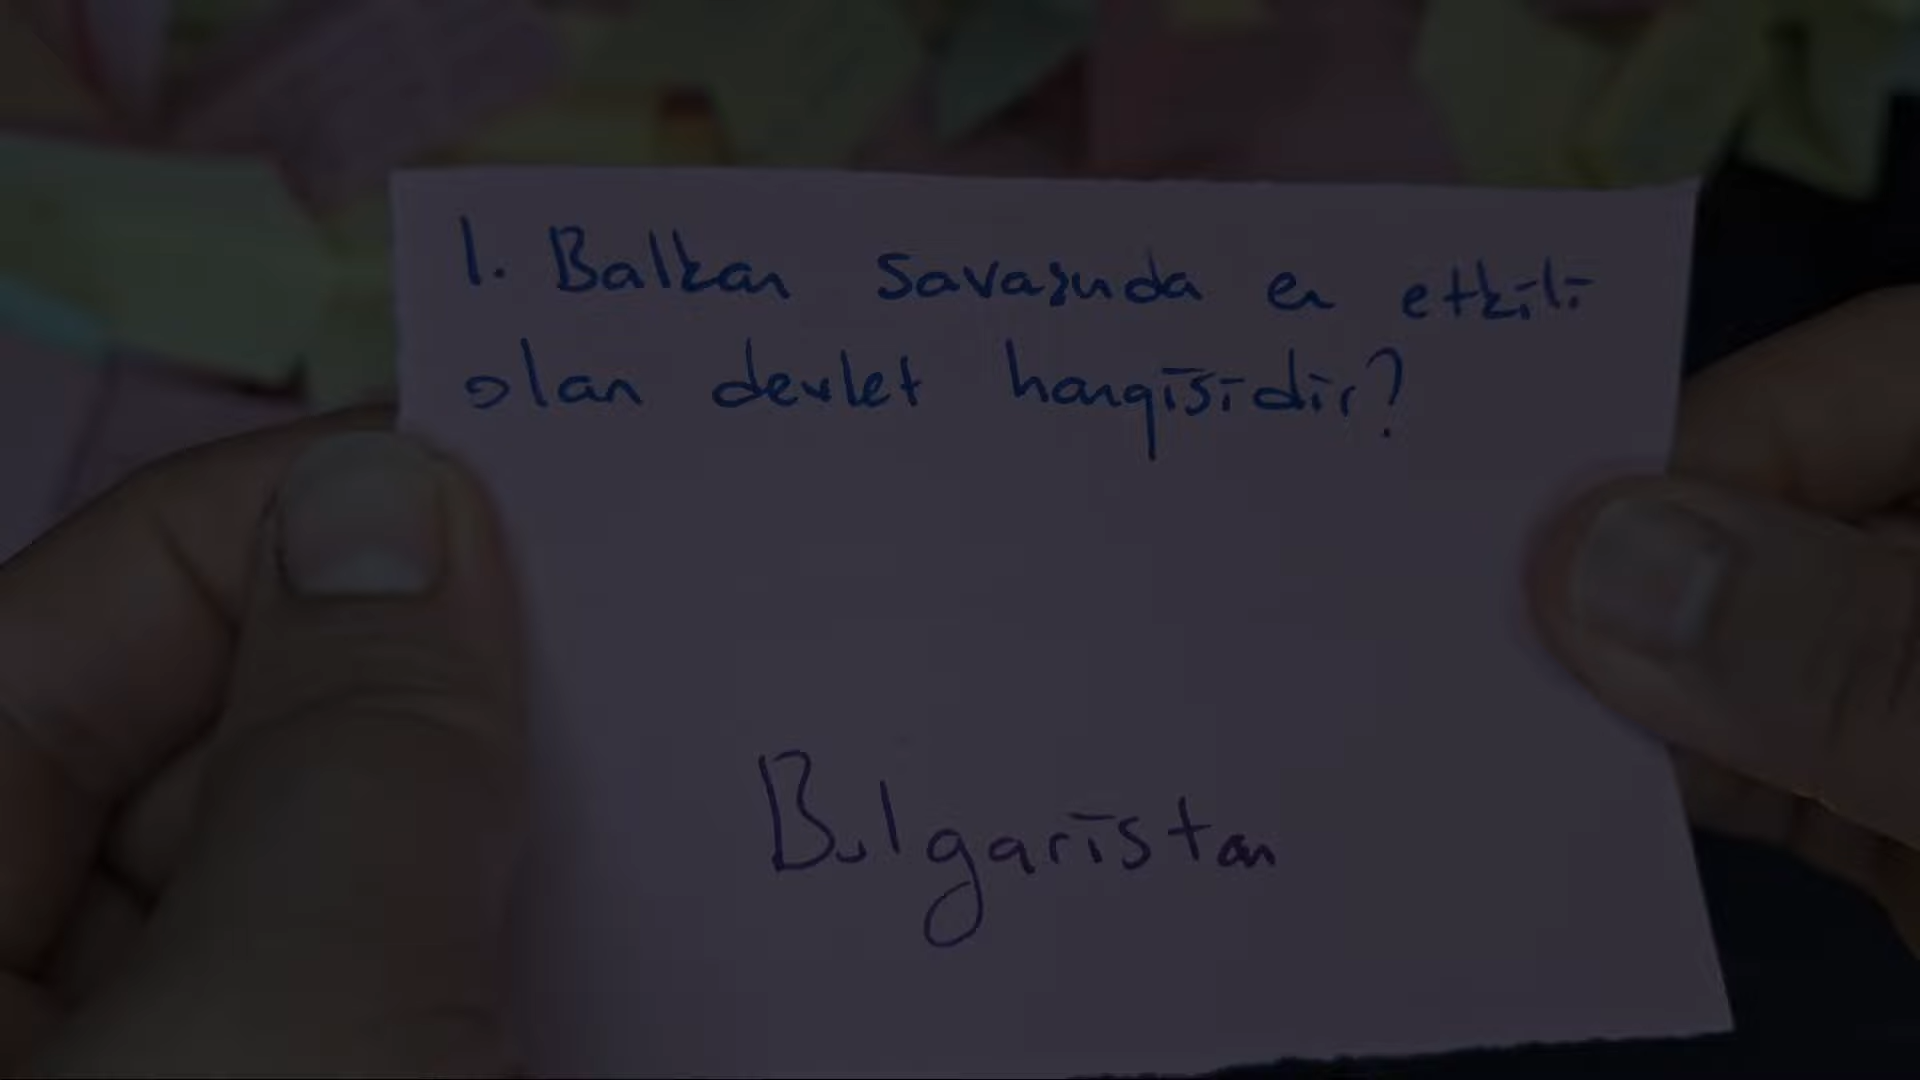 1. Balkan Savaşında en etkili
olan devlet hangisidir?
Bulgaristan